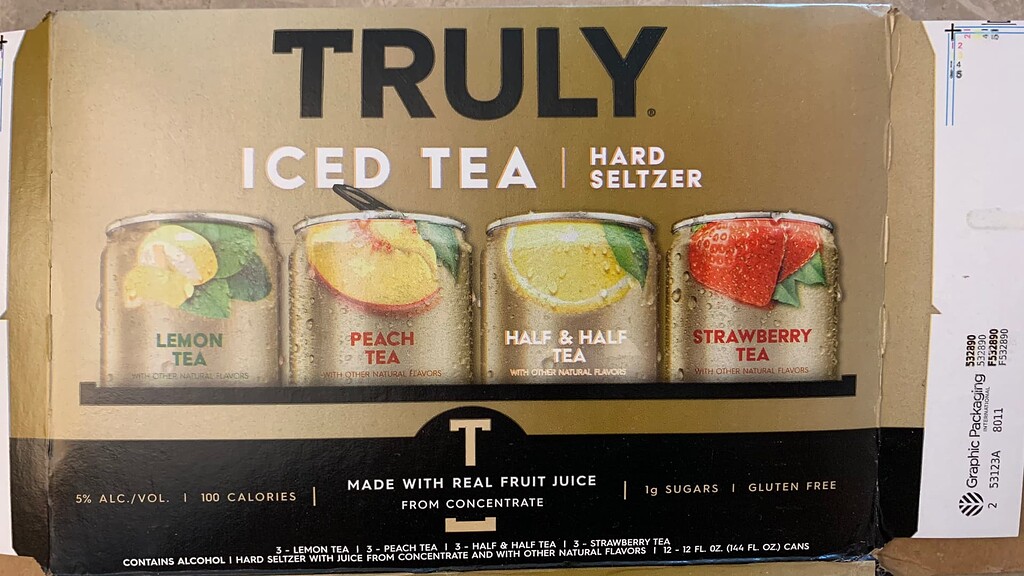 TRULY®
ICED TEA | HARD SELTZER
LEMON
TEA
WITH OTHER NATURAL FLAVORS
PEACH
TEA
WITH OTHER NATURAL FLAVORS
HALF & HALF
TEA
WITH OTHER NATURAL FLAVORS
STRAWBERRY
TEA
WITH OTHER NATURAL FLAVORS
T
5% ALC./VOL. | 100 CALORIES |
MADE WITH REAL FRUIT JUICE
FROM CONCENTRATE
| 1g SUGARS | GLUTEN FREE
3 - LEMON TEA | 3 - PEACH TEA | 3 - HALF & HALF TEA | 3 - STRAWBERRY TEA
CONTAINS ALCOHOL | HARD SELTZER WITH JUICE FROM CONCENTRATE AND WITH OTHER NATURAL FLAVORS | 12 - 12 FL. OZ. (144 FL. OZ.) CANS
Graphic Packaging
INTERNATIONAL
2 53123A 8011
532890
532890
F532890
F532890